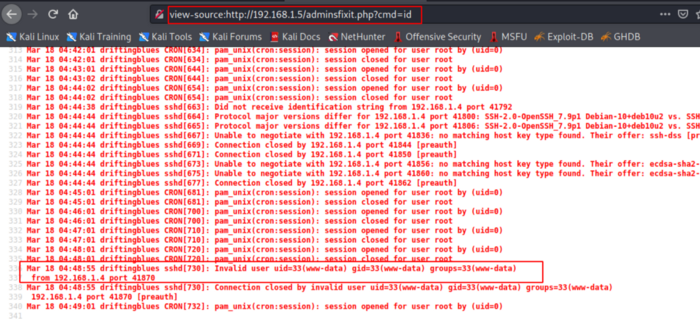 view-source:http://192.168.1.5/adminsfixit.php?cmd=id
Kali Linux Kali Training Kali Tools Kali Forums Kali Docs NetHunter Offensive Security MSFU Exploit-DB GHDB
313 Mar 18 04:42:01 driftingblues CRON[634]: pam_unix(cron:session): session opened for user root by (uid=0)
314 Mar 18 04:42:01 driftingblues CRON[634]: pam_unix(cron:session): session closed for user root
315 Mar 18 04:43:01 driftingblues CRON[644]: pam_unix(cron:session): session opened for user root by (uid=0)
316 Mar 18 04:43:02 driftingblues CRON[644]: pam_unix(cron:session): session closed for user root
317 Mar 18 04:44:02 driftingblues CRON[654]: pam_unix(cron:session): session opened for user root by (uid=0)
318 Mar 18 04:44:02 driftingblues CRON[654]: pam_unix(cron:session): session closed for user root
319 Mar 18 04:44:38 driftingblues sshd[663]: Did not receive identification string from 192.168.1.4 port 41792
320 Mar 18 04:44:44 driftingblues sshd[664]: Protocol major versions differ for 192.168.1.4 port 41800: SSH-2.0-OpenSSH_7.9p1 Debian-10+deb10u2 vs. SSH
321 Mar 18 04:44:44 driftingblues sshd[665]: Protocol major versions differ for 192.168.1.4 port 41806: SSH-2.0-OpenSSH_7.9p1 Debian-10+deb10u2 vs. SSH
322 Mar 18 04:44:44 driftingblues sshd[667]: Unable to negotiate with 192.168.1.4 port 41836: no matching host key type found. Their offer: ssh-dss [pr
323 Mar 18 04:44:44 driftingblues sshd[669]: Connection closed by 192.168.1.4 port 41844 [preauth]
324 Mar 18 04:44:44 driftingblues sshd[671]: Connection closed by 192.168.1.4 port 41850 [preauth]
325 Mar 18 04:44:44 driftingblues sshd[673]: Unable to negotiate with 192.168.1.4 port 41856: no matching host key type found. Their offer: ecdsa-sha2-
326 Mar 18 04:44:44 driftingblues sshd[675]: Unable to negotiate with 192.168.1.4 port 41860: no matching host key type found. Their offer: ecdsa-sha2-
327 Mar 18 04:44:44 driftingblues sshd[677]: Connection closed by 192.168.1.4 port 41862 [preauth]
328 Mar 18 04:45:01 driftingblues CRON[681]: pam_unix(cron:session): session opened for user root by (uid=0)
329 Mar 18 04:45:01 driftingblues CRON[681]: pam_unix(cron:session): session closed for user root
330 Mar 18 04:46:01 driftingblues CRON[700]: pam_unix(cron:session): session opened for user root by (uid=0)
331 Mar 18 04:46:01 driftingblues CRON[700]: pam_unix(cron:session): session closed for user root
332 Mar 18 04:47:01 driftingblues CRON[710]: pam_unix(cron:session): session opened for user root by (uid=0)
333 Mar 18 04:47:01 driftingblues CRON[710]: pam_unix(cron:session): session closed for user root
334 Mar 18 04:48:01 driftingblues CRON[720]: pam_unix(cron:session): session opened for user root by (uid=0)
335 Mar 18 04:48:01 driftingblues CRON[720]: pam_unix(cron:session): session closed for user root
336 Mar 18 04:48:55 driftingblues sshd[730]: Invalid user uid=33(www-data) gid=33(www-data) groups=33(www-data)
337 from 192.168.1.4 port 41870
338 Mar 18 04:48:55 driftingblues sshd[730]: Connection closed by invalid user uid=33(www-data) gid=33(www-data) groups=33(www-data)
339 192.168.1.4 port 41870 [preauth]
340 Mar 18 04:49:01 driftingblues CRON[732]: pam_unix(cron:session): session opened for user root by (uid=0)
341